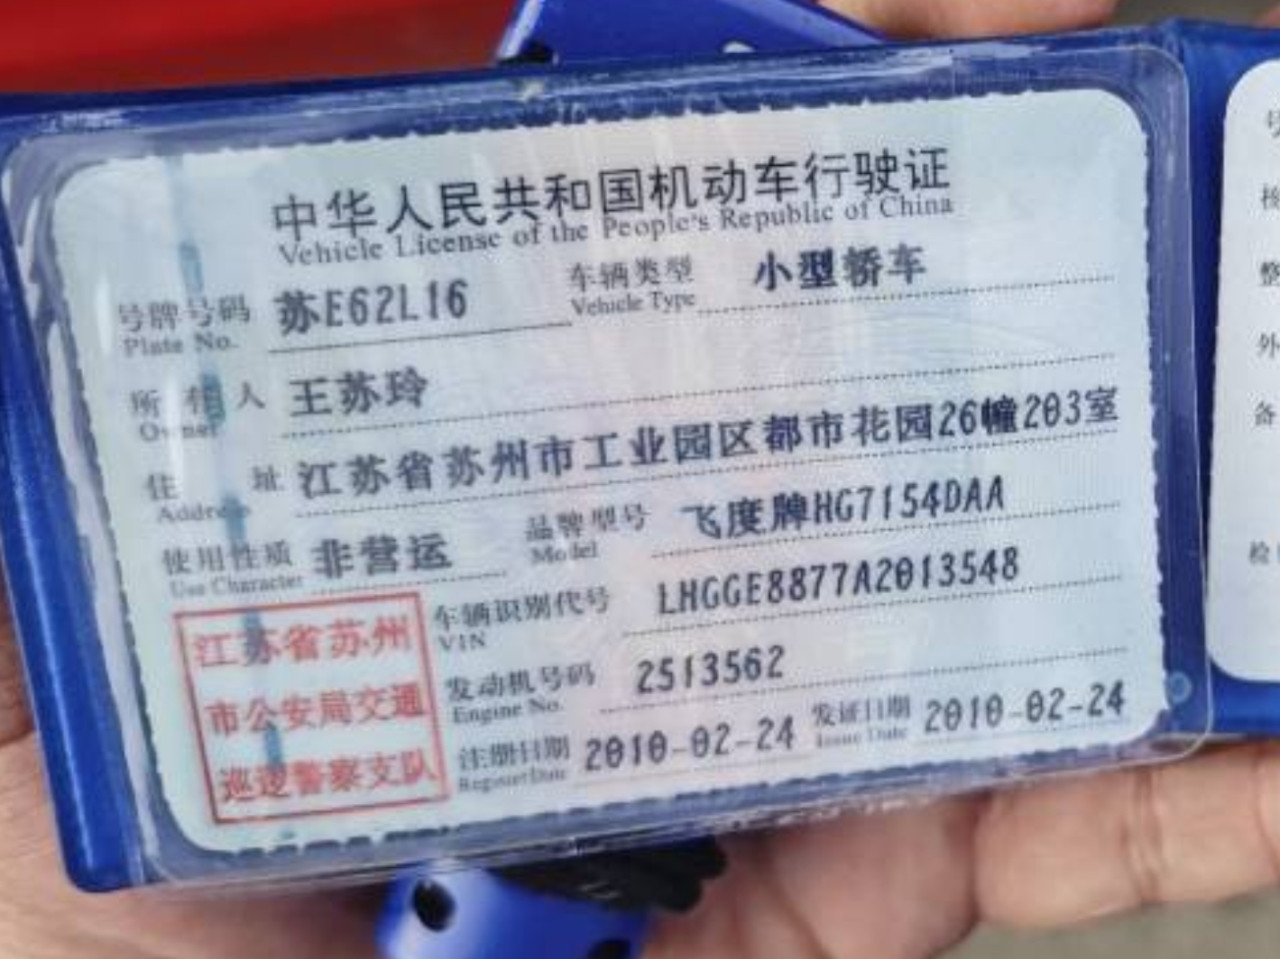 中华人民共和国机动车行驶证
Vehicle License of the People's Republic of China
号牌号码 苏E62L16 车辆类型 小型轿车
Plate No. Vehicle Type
所有人 王苏玲
Owner
住址 江苏省苏州市工业园区都市花园26幢203室
Address
使用性质 非营运 品牌型号 飞度牌HG7154DAA
Use Character Model
车辆识别代号 LHGGE8877A2013548
VIN
发动机号码 2513562
Engine No.
注册日期 2010-02-24 发证日期 2010-02-24
Register Date Issue Date
江苏省苏州
市公安局交通
巡逻警察支队
号
核
整
外
备
检